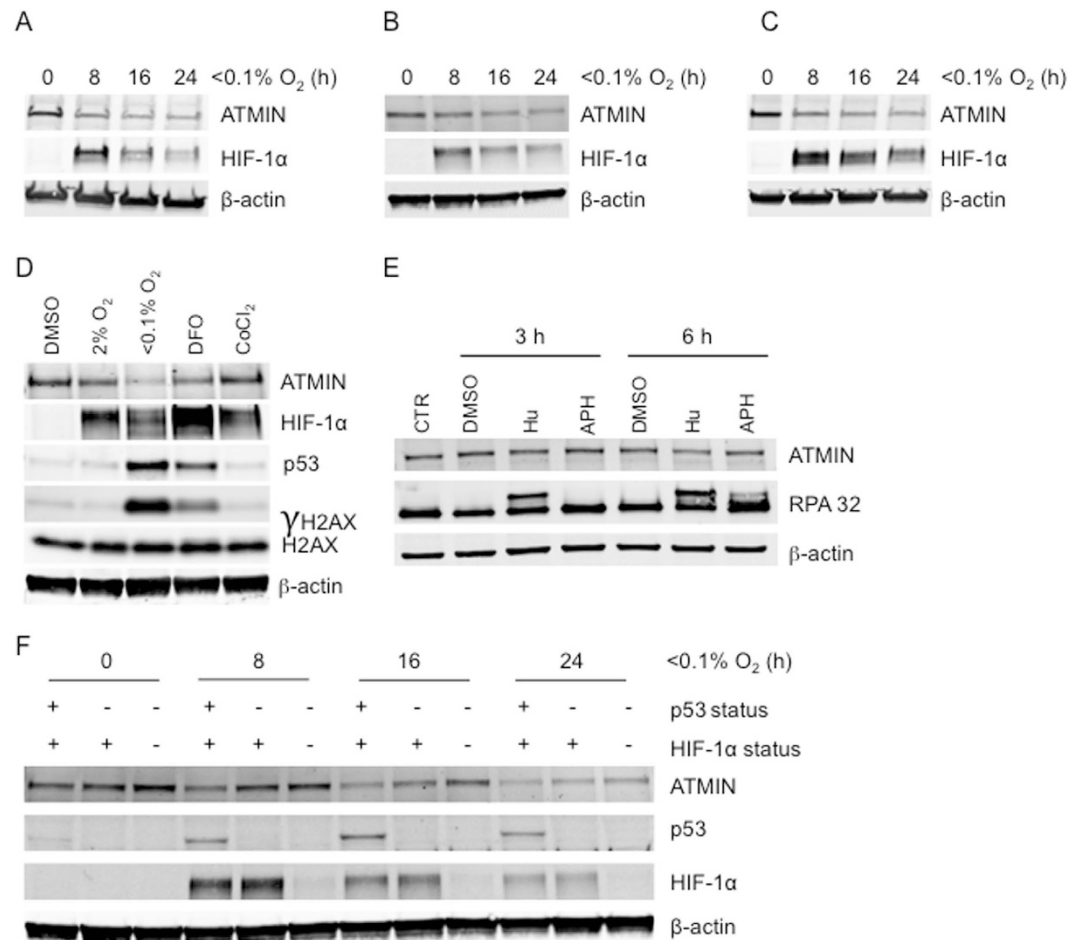 A
B
C
0 8 16 24 <0.1% O₂ (h)
ATMIN
HIF-1α
β-actin
0 8 16 24 <0.1% O₂ (h)
ATMIN
HIF-1α
β-actin
0 8 16 24 <0.1% O₂ (h)
ATMIN
HIF-1α
β-actin
D
DMSO 2% O₂ <0.1% O₂ DFO CoCl₂
ATMIN
HIF-1α
p53
γH2AX
H2AX
β-actin
E
3 h 6 h
CTR DMSO Hu APH DMSO Hu APH
ATMIN
RPA 32
β-actin
F
0 8 16 24 <0.1% O₂ (h)
+ - - + - - + - - + - - p53 status
+ + - + + - + + - + + - HIF-1α status
ATMIN
p53
HIF-1α
β-actin